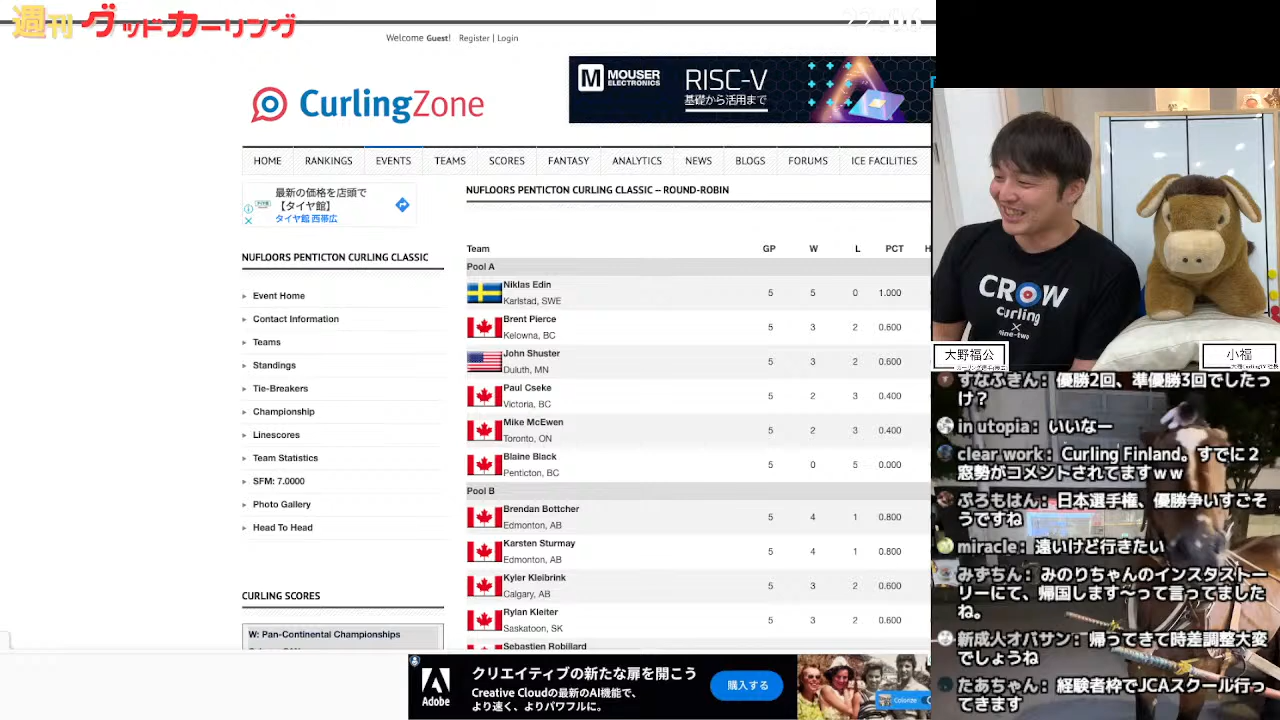 週刊グッドカーリング
Welcome Guest! Register | Login
CurlingZone
M MOUSER ELECTRONICS
RISC-V
基礎から活用まで
HOME RANKINGS EVENTS TEAMS SCORES FANTASY ANALYTICS NEWS BLOGS FORUMS ICE FACILITIES
最新の価格を店頭で
【タイヤ館】
タイヤ館 西帯広
NUFLOORS PENTICTON CURLING CLASSIC
Event Home
Contact Information
Teams
Standings
Tie-Breakers
Championship
Linescores
Team Statistics
SFM: 7.0000
Photo Gallery
Head To Head
CURLING SCORES
W: Pan-Continental Championships
NUFLOORS PENTICTON CURLING CLASSIC -- ROUND-ROBIN
Team GP W L PCT H
Pool A
Niklas Edin
Karlstad, SWE 5 5 0 1.000
Brent Pierce
Kelowna, BC 5 3 2 0.600
John Shuster
Duluth, MN 5 3 2 0.600
Paul Cseke
Victoria, BC 5 2 3 0.400
Mike McEwen
Toronto, ON 5 2 3 0.400
Blaine Black
Penticton, BC 5 0 5 0.000
Pool B
Brendan Bottcher
Edmonton, AB 5 4 1 0.800
Karsten Sturmay
Edmonton, AB 5 4 1 0.800
Kyler Kleibrink
Calgary, AB 5 3 2 0.600
Rylan Kleiter
Saskatoon, SK 5 3 2 0.600
Sebastien Robillard
Adobe
クリエイティブの新たな扉を開こう
Creative Cloudの最新のAI機能で、
より速く、よりパワフルに。
購入する
Colorize
CROW
curling
×
nine-two
大野福公
小福
すなふきん：優勝2回、準優勝3回でしたっ
け？
in utopia：いいなー
clear work：Curling Finland。すでに２
窓勢がコメントされてますｗｗ
ぷろもはん：日本選手権、優勝争いすごそ
うですね
miracle：遠いけど行きたい
みずちん：みのりちゃんのインスタストー
リーにて、帰国します〜って言ってました
ね。
新成人オバサン：帰ってきて時差調整大変
でしょうね
たあちゃん：経験者枠でJCAスクール行っ
てきます